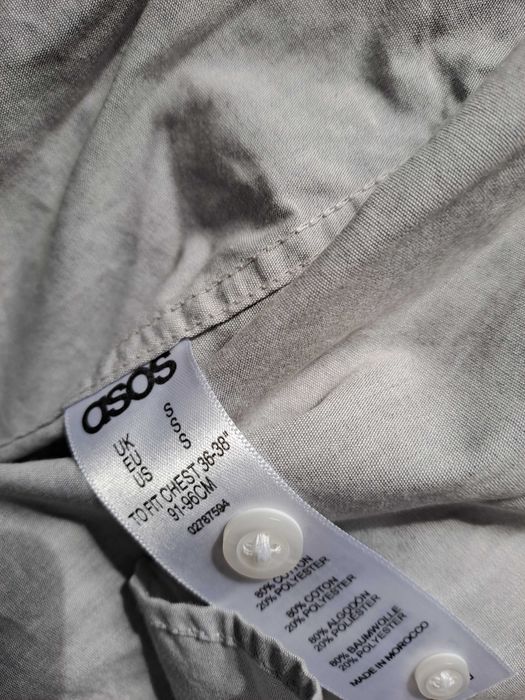 asos
UK S
EU S
US S
TO FIT CHEST 36-38"
91-96CM
02787594
80% COTTON
20% POLYESTER
80% COTON
20% POLYESTER
80% ALGODÓN
20% POLIÉSTER
80% BAUMWOLLE
20% POLYESTER
MADE IN MOROCCO